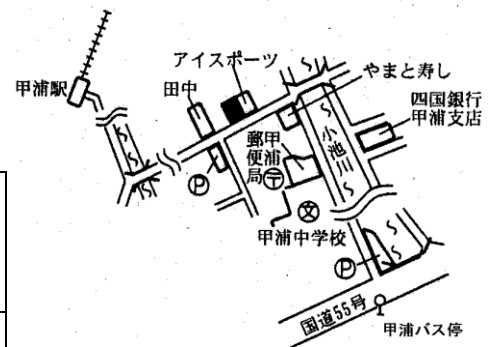 アイスポーツ
甲浦駅
田中
やまと寿し
四国銀行
甲浦支店
甲浦
郵便局
〒
小池川
Ⓟ
文
甲浦中学校
Ⓟ
国道55号
甲浦バス停